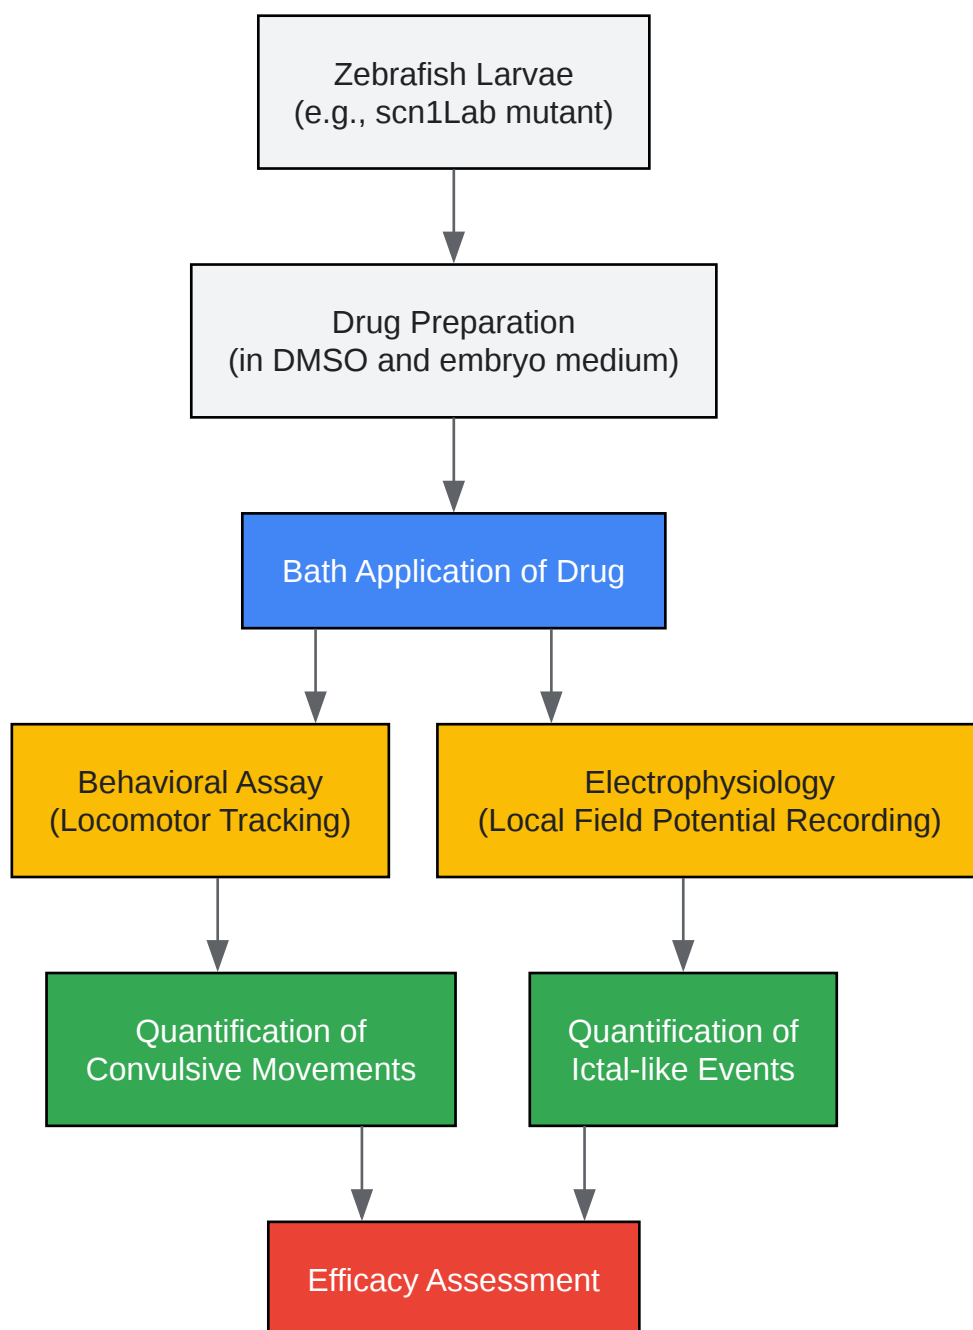 Zebrafish Larvae
(e.g., scn1Lab mutant)
Drug Preparation
(in DMSO and embryo medium)
Bath Application of Drug
Behavioral Assay
(Locomotor Tracking)
Electrophysiology
(Local Field Potential Recording)
Quantification of
Convulsive Movements
Quantification of
Ictal-like Events
Efficacy Assessment